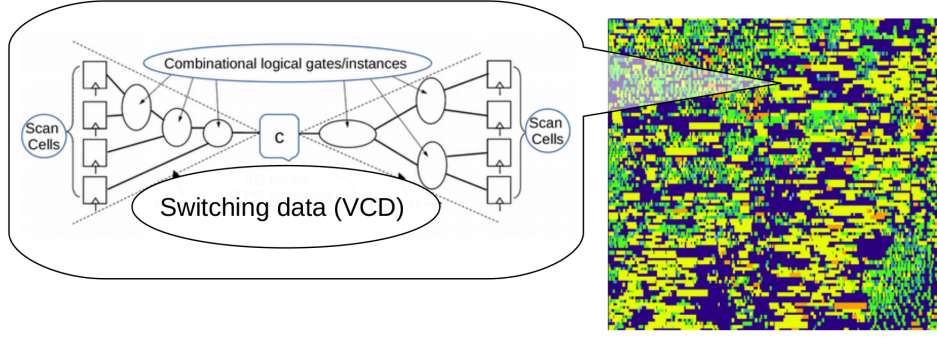 Combinational logical gates/instances
Scan
Cells
C
Scan
Cells
Switching data (VCD)